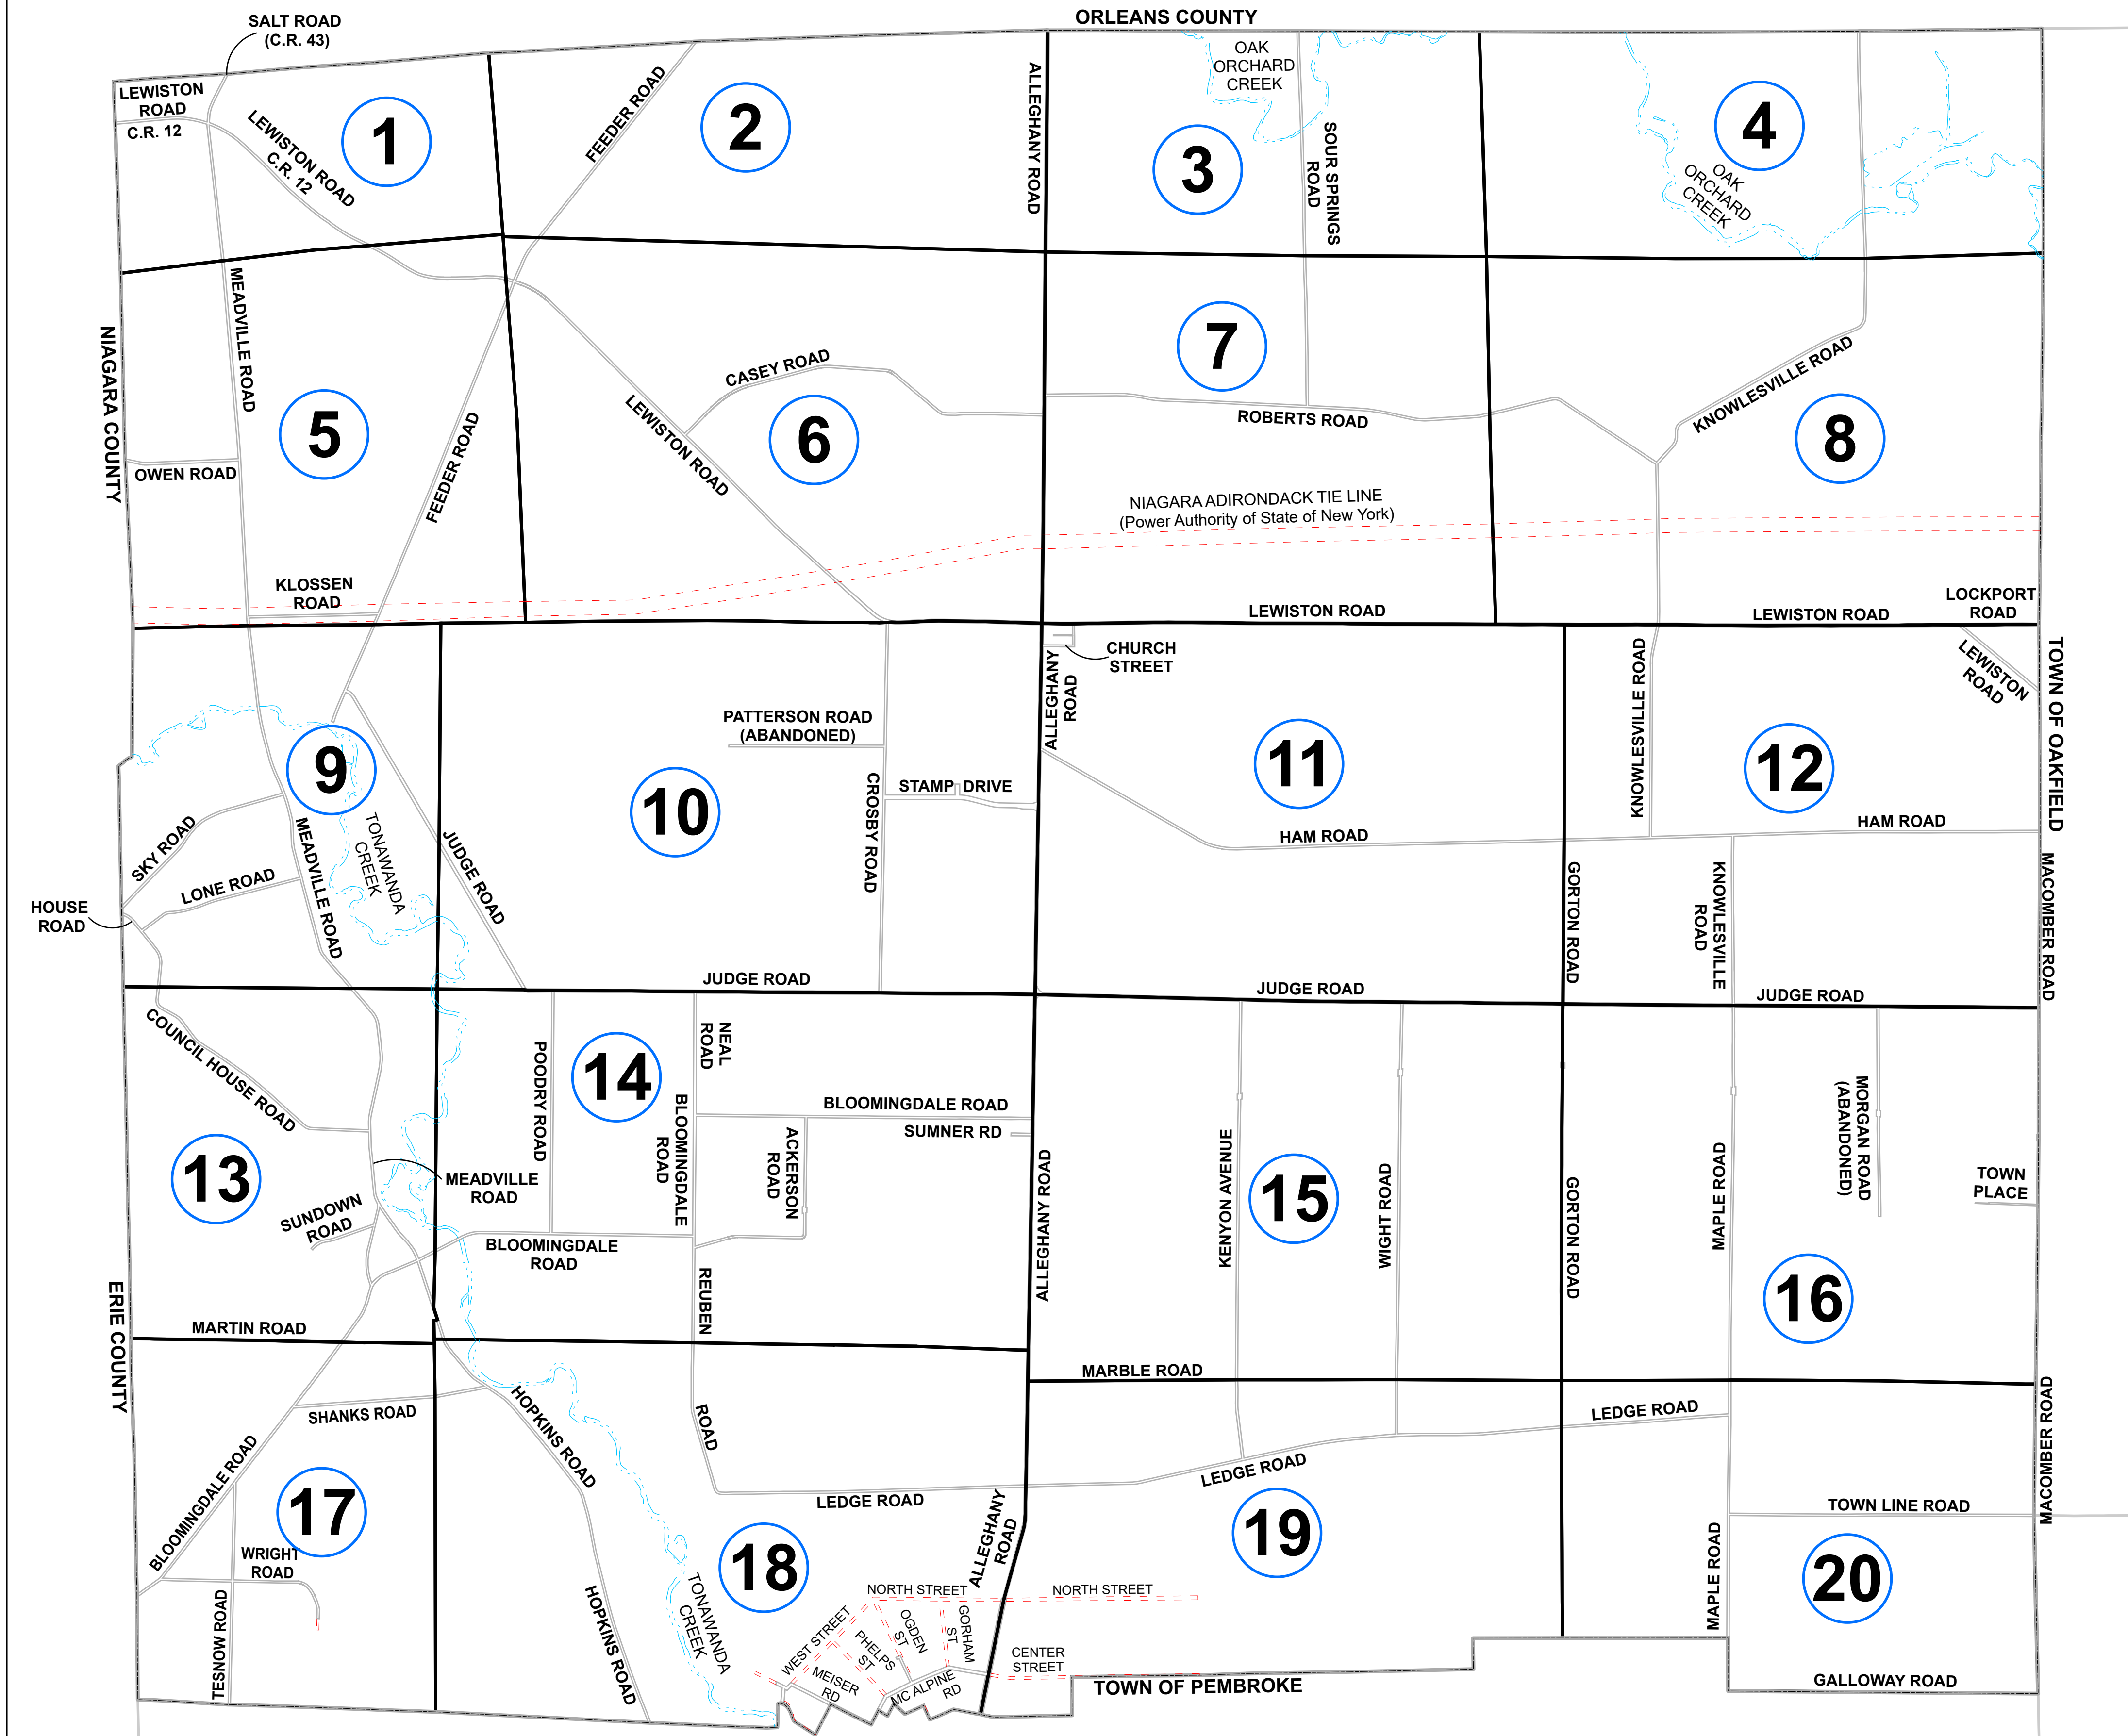 ORLEANS COUNTY
SALT ROAD
(C.R. 43)
LEWISTON
ROAD
C.R. 12
LEWISTON ROAD
C.R. 12
1
FEEDER ROAD
2
ALLEGHANY ROAD
OAK
ORCHARD
CREEK
3
SOUR SPRINGS
ROAD
4
OAK
ORCHARD
CREEK
NIAGARA COUNTY
MEADVILLE ROAD
5
OWEN ROAD
FEEDER ROAD
KLOSSEN
ROAD
CASEY ROAD
LEWISTON ROAD
6
7
ROBERTS ROAD
KNOWLESVILLE ROAD
8
NIAGARA ADIRONDACK TIE LINE
(Power Authority of State of New York)
LEWISTON ROAD
LEWISTON ROAD
LOCKPORT
ROAD
LEWISTON
ROAD
CHURCH
STREET
ALLEGHANY
ROAD
TOWN OF OAKFIELD
9
TONAWANDA
CREEK
SKY ROAD
LONE ROAD
HOUSE
ROAD
MEADVILLE ROAD
JUDGE ROAD
PATTERSON ROAD
(ABANDONED)
10
CROSBY ROAD
STAMP DRIVE
JUDGE ROAD
11
HAM ROAD
KNOWLESVILLE ROAD
12
HAM ROAD
GORTON ROAD
KNOWLESVILLE
ROAD
MACOMBER ROAD
JUDGE ROAD
JUDGE ROAD
COUNCIL HOUSE ROAD
13
SUNDOWN
ROAD
MEADVILLE
ROAD
POODRY ROAD
14
NEAL
ROAD
BLOOMINGDALE
ROAD
BLOOMINGDALE ROAD
SUMNER RD
ACKERSON
ROAD
BLOOMINGDALE
ROAD
REUBEN
ROAD
ALLEGHANY ROAD
KENYON AVENUE
15
WIGHT ROAD
GORTON ROAD
MAPLE ROAD
MORGAN ROAD
(ABANDONED)
TOWN
PLACE
16
ERIE COUNTY
MARTIN ROAD
MARBLE ROAD
SHANKS ROAD
BLOOMINGDALE ROAD
17
WRIGHT
ROAD
TESNOW ROAD
HOPKINS ROAD
HOPKINS ROAD
LEDGE ROAD
18
TONAWANDA
CREEK
ALLEGHANY
ROAD
NORTH STREET
NORTH STREET
WEST STREET
PHELPS
ST
OGDEN
ST
GORHAM
ST
MEISER
RD
MC ALPINE
RD
CENTER
STREET
LEDGE ROAD
19
LEDGE ROAD
MACOMBER ROAD
TOWN LINE ROAD
MAPLE ROAD
20
GALLOWAY ROAD
TOWN OF PEMBROKE